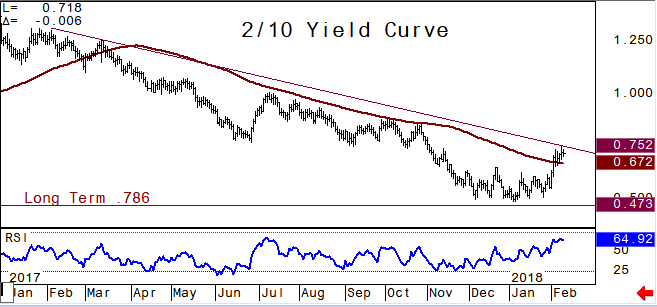 L= 0.718
Δ= -0.006
2/10 Yield Curve
1.250
1.000
0.752
0.672
0.473
Long Term .786
RSI
64.92
50
25
2017
2018
Jan Feb Mar Apr May Jun Jul Aug Sep Oct Nov Dec Jan Feb